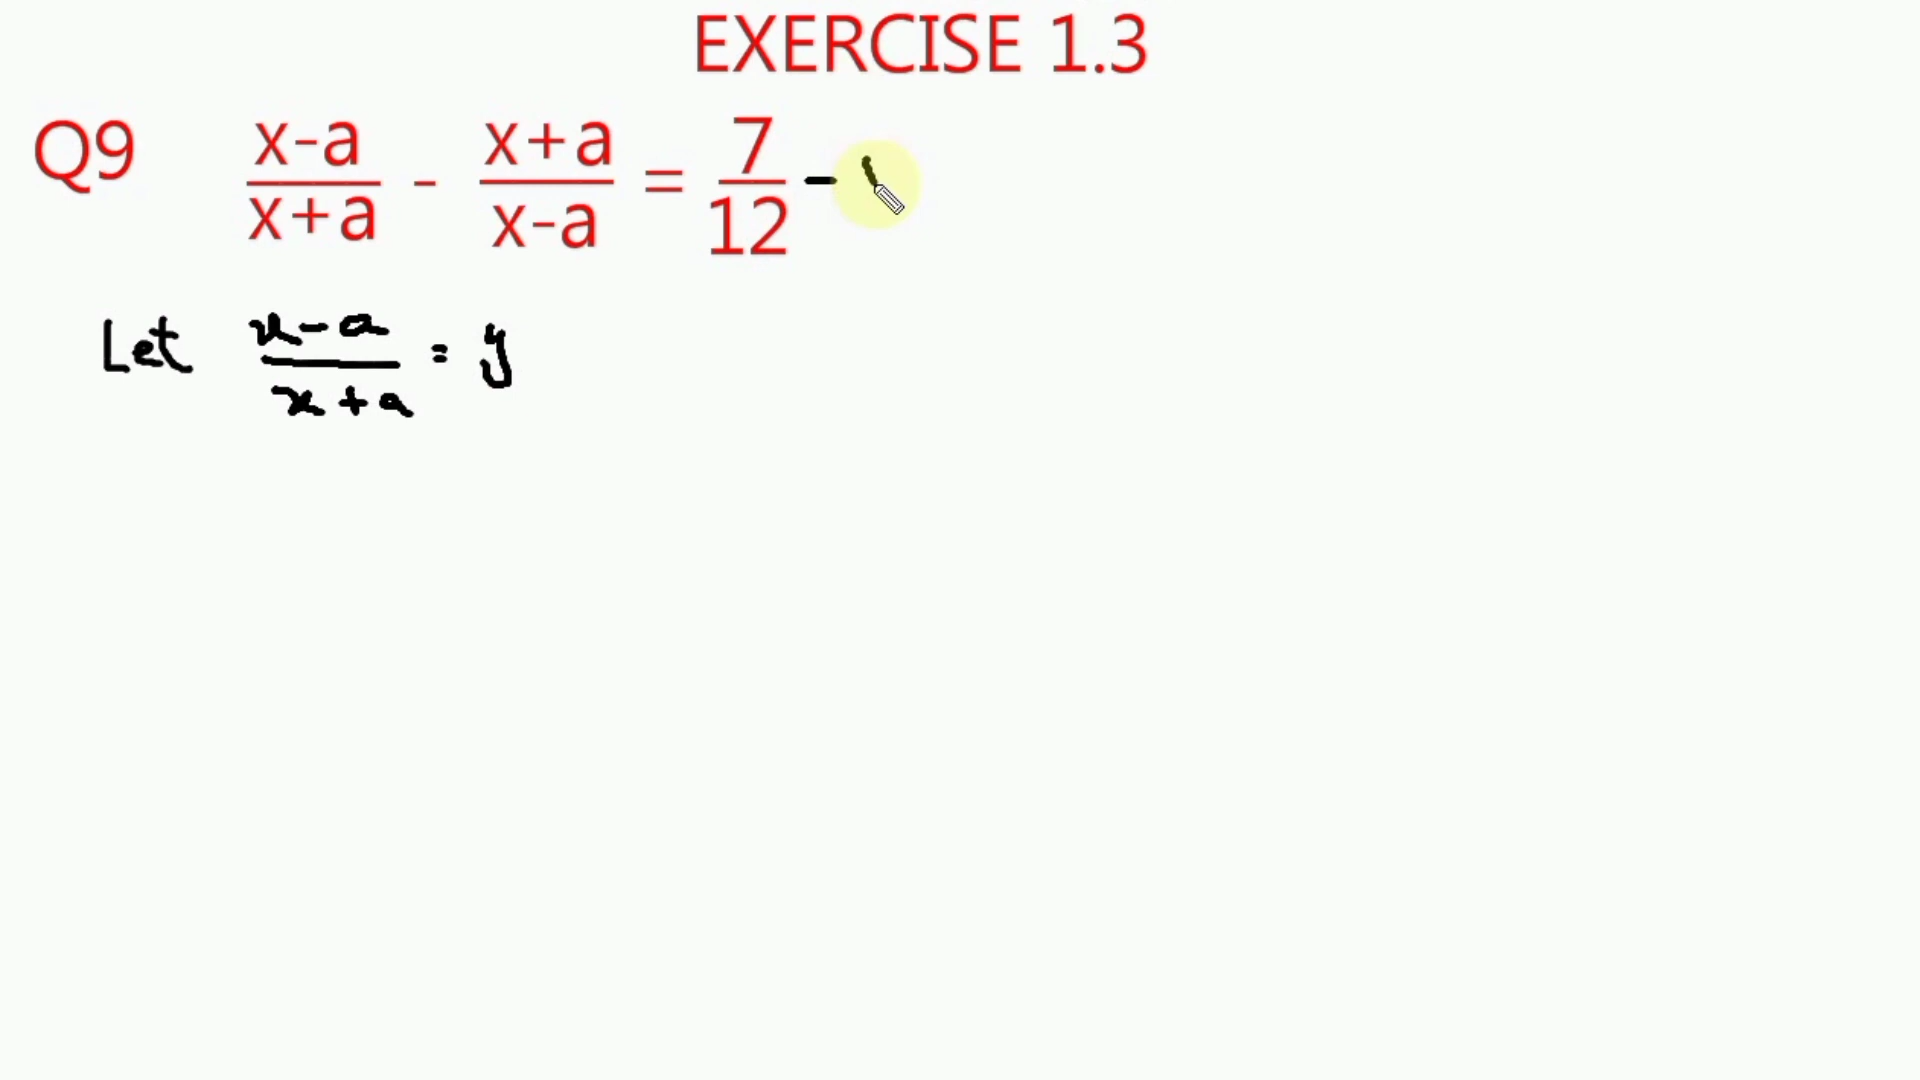 EXERCISE 1.3
Q9 x-a/x+a - x+a/x-a = 7/12 -
Let x-a/x+a = y